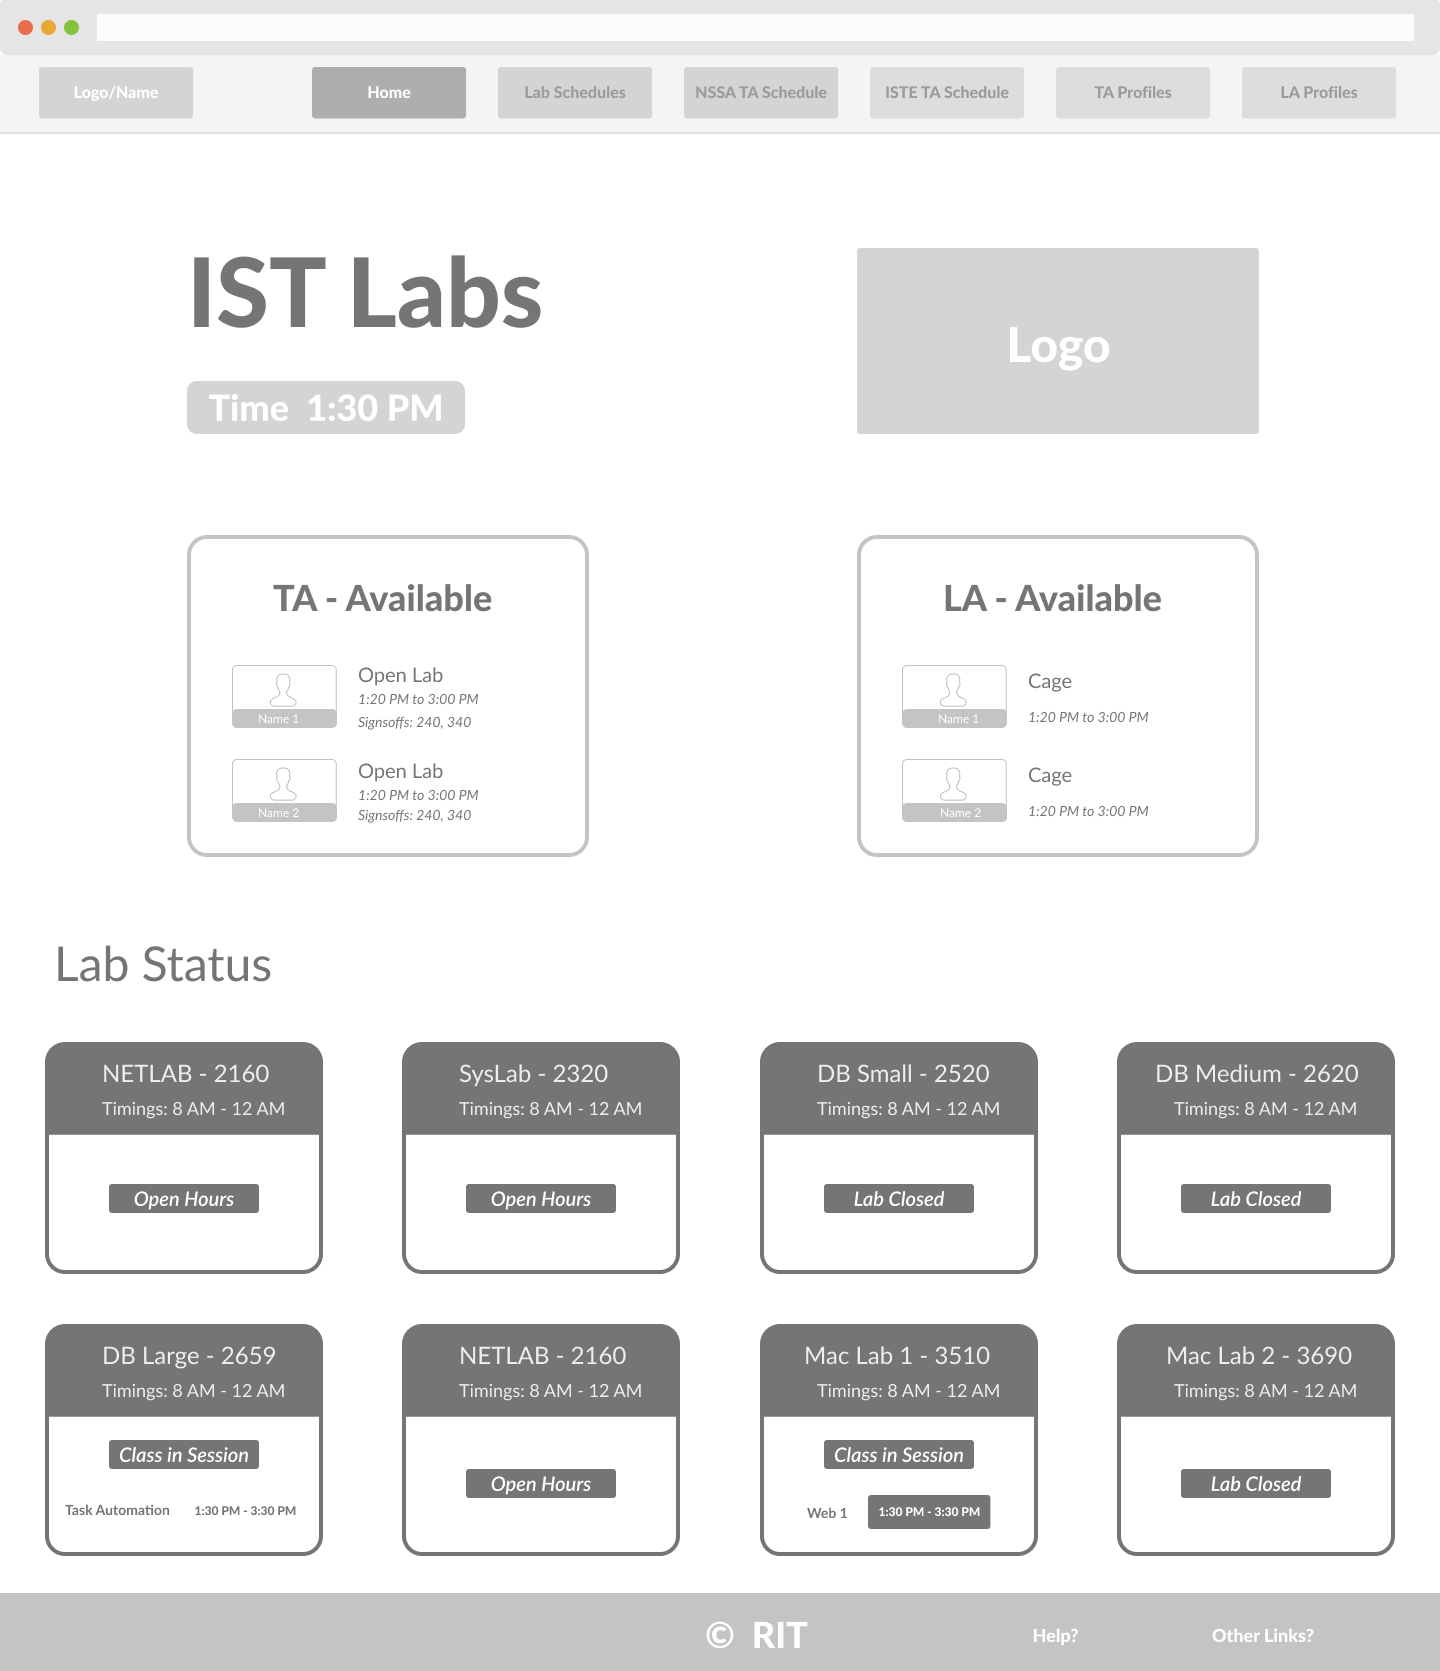 Logo/Name
Home
Lab Schedules
NSSA TA Schedule
ISTE TA Schedule
TA Profiles
LA Profiles
IST Labs
Logo
Time 1:30 PM
TA - Available
Open Lab
1:20 PM to 3:00 PM
Name 1
Signsoffs: 240, 340
Open Lab
1:20 PM to 3:00 PM
Name 2
Signsoffs: 240, 340
LA - Available
Cage
Name 1
1:20 PM to 3:00 PM
Cage
Name 2
1:20 PM to 3:00 PM
Lab Status
NETLAB - 2160
Timings: 8 AM - 12 AM
Open Hours
SysLab - 2320
Timings: 8 AM - 12 AM
Open Hours
DB Small - 2520
Timings: 8 AM - 12 AM
Lab Closed
DB Medium - 2620
Timings: 8 AM - 12 AM
Lab Closed
DB Large - 2659
Timings: 8 AM - 12 AM
Class in Session
Task Automation 1:30 PM - 3:30 PM
NETLAB - 2160
Timings: 8 AM - 12 AM
Open Hours
Mac Lab 1 - 3510
Timings: 8 AM - 12 AM
Class in Session
Web 1 1:30 PM - 3:30 PM
Mac Lab 2 - 3690
Timings: 8 AM - 12 AM
Lab Closed
© RIT
Help?
Other Links?